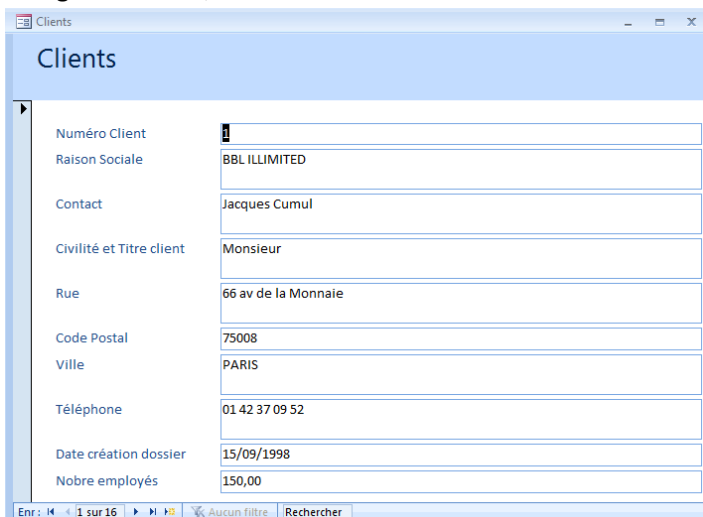 Clients
Clients
Numéro Client 1
Raison Sociale BBL ILLIMITED
Contact Jacques Cumul
Civilité et Titre client Monsieur
Rue 66 av de la Monnaie
Code Postal 75008
Ville PARIS
Téléphone 01 42 37 09 52
Date création dossier 15/09/1998
Nobre employés 150,00
Enr : 1 sur 16 Aucun filtre Rechercher